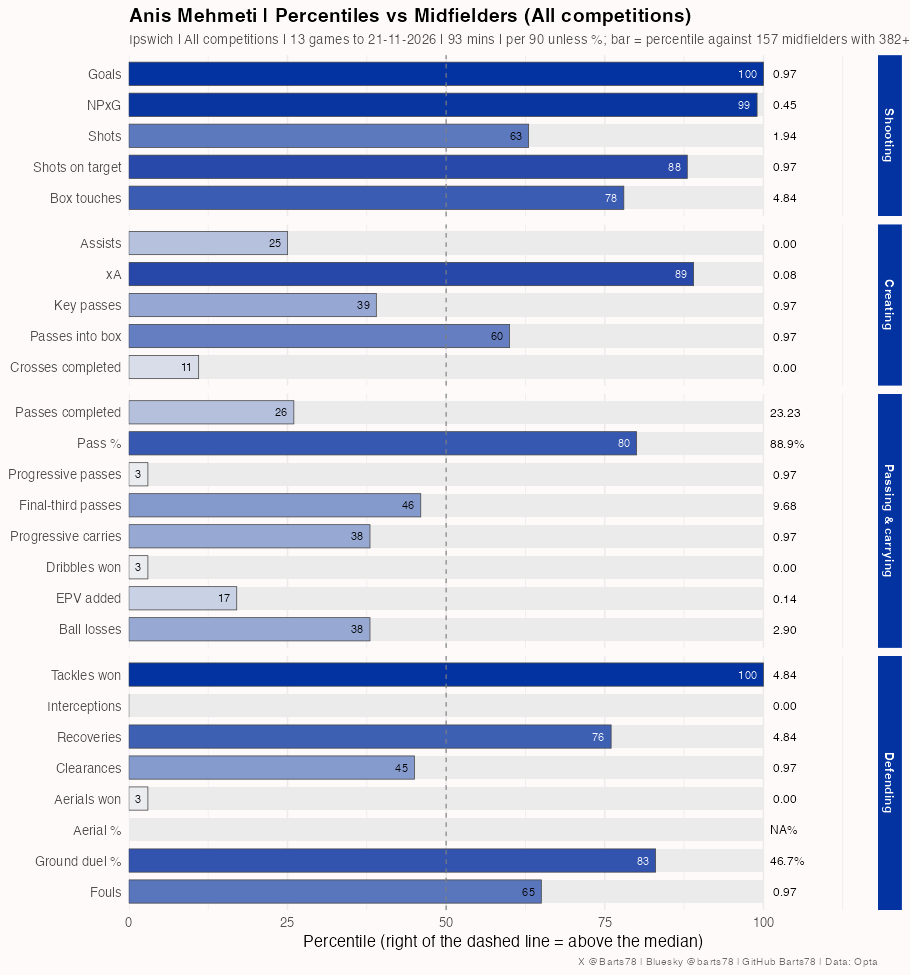 Anis Mehmeti | Percentiles vs Midfielders (All competitions)
Ipswich | All competitions | 13 games to 21-11-2026 | 93 mins | per 90 unless %; bar = percentile against 157 midfielders with 382+
Goals 100 0.97
NPxG 99 0.45
Shots 63 1.94
Shots on target 88 0.97
Box touches 78 4.84
Shooting
Assists 25 0.00
xA 89 0.08
Key passes 39 0.97
Passes into box 60 0.97
Crosses completed 11 0.00
Creating
Passes completed 26 23.23
Pass % 80 88.9%
Progressive passes 3 0.97
Final-third passes 46 9.68
Progressive carries 38 0.97
Dribbles won 3 0.00
EPV added 17 0.14
Ball losses 38 2.90
Passing & carrying
Tackles won 100 4.84
Interceptions 0.00
Recoveries 76 4.84
Clearances 45 0.97
Aerials won 3 0.00
Aerial % NA%
Ground duel % 83 46.7%
Fouls 65 0.97
Defending
0 25 50 75 100
Percentile (right of the dashed line = above the median)
X @Barts78 | Bluesky @barts78 | GitHub Barts78 | Data: Opta